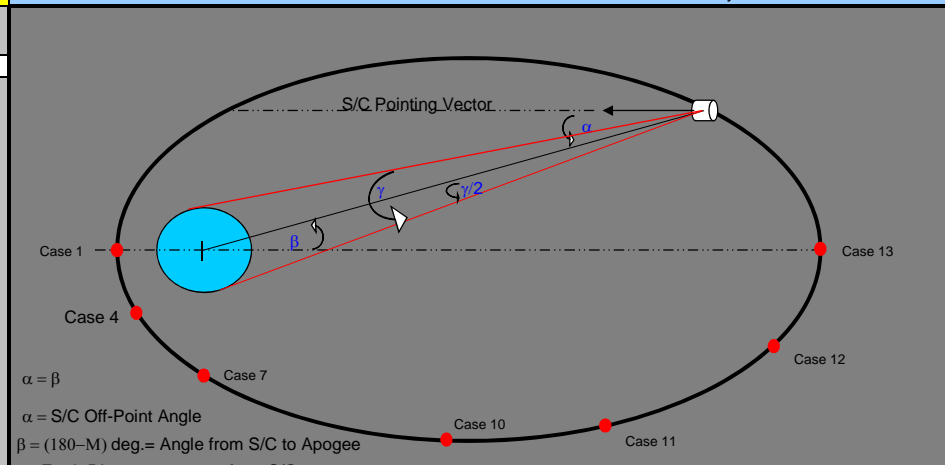 S/C Pointing Vector
α
γ
γ/2
β
Case 1
Case 13
Case 4
Case 12
Case 7
α = β
Case 10
α = S/C Off-Point Angle
Case 11
β = (180−M) deg.= Angle from S/C to Apogee